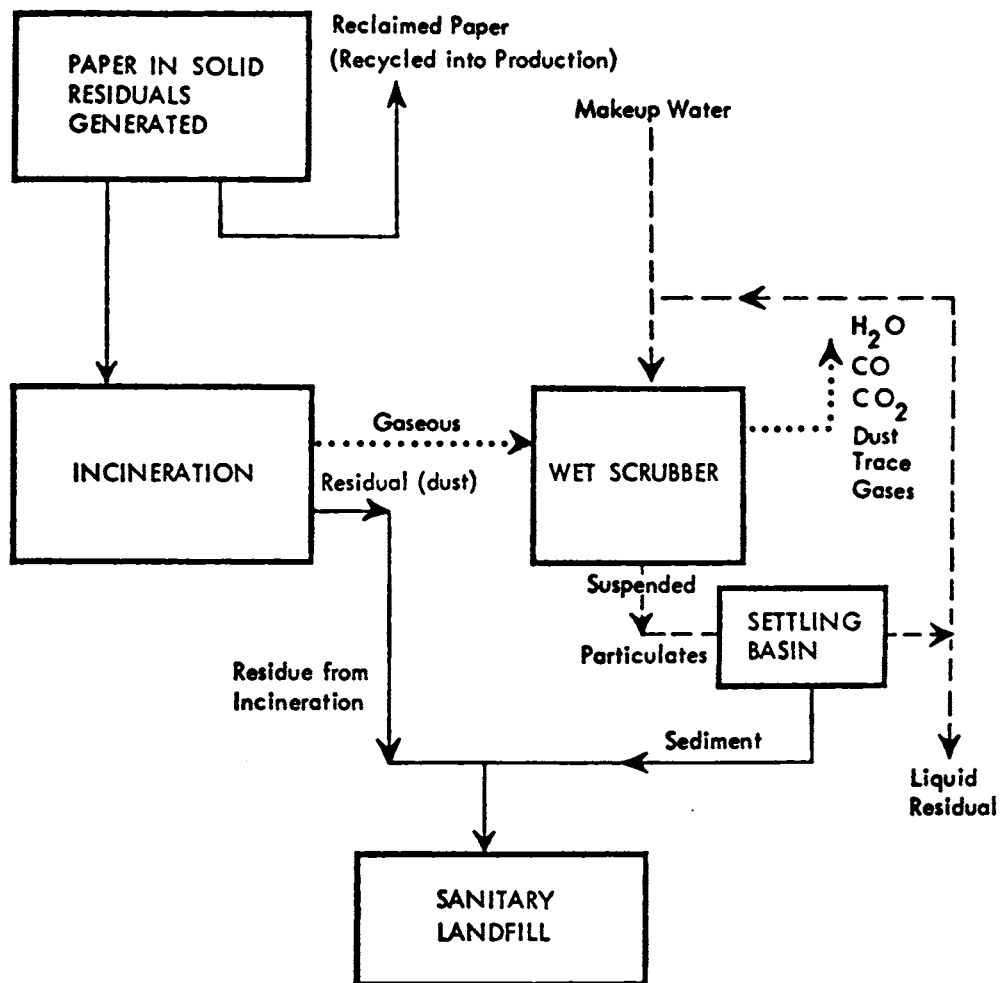 PAPER IN SOLID
RESIDUALS
GENERATED
Reclaimed Paper
(Recycled into Production)
Makeup Water
H₂O
CO
CO₂
Dust
Trace
Gases
INCINERATION
Gaseous
Residual (dust)
WET SCRUBBER
Suspended
Particulates
SETTLING
BASIN
Residue from
Incineration
Sediment
Liquid
Residual
SANITARY
LANDFILL